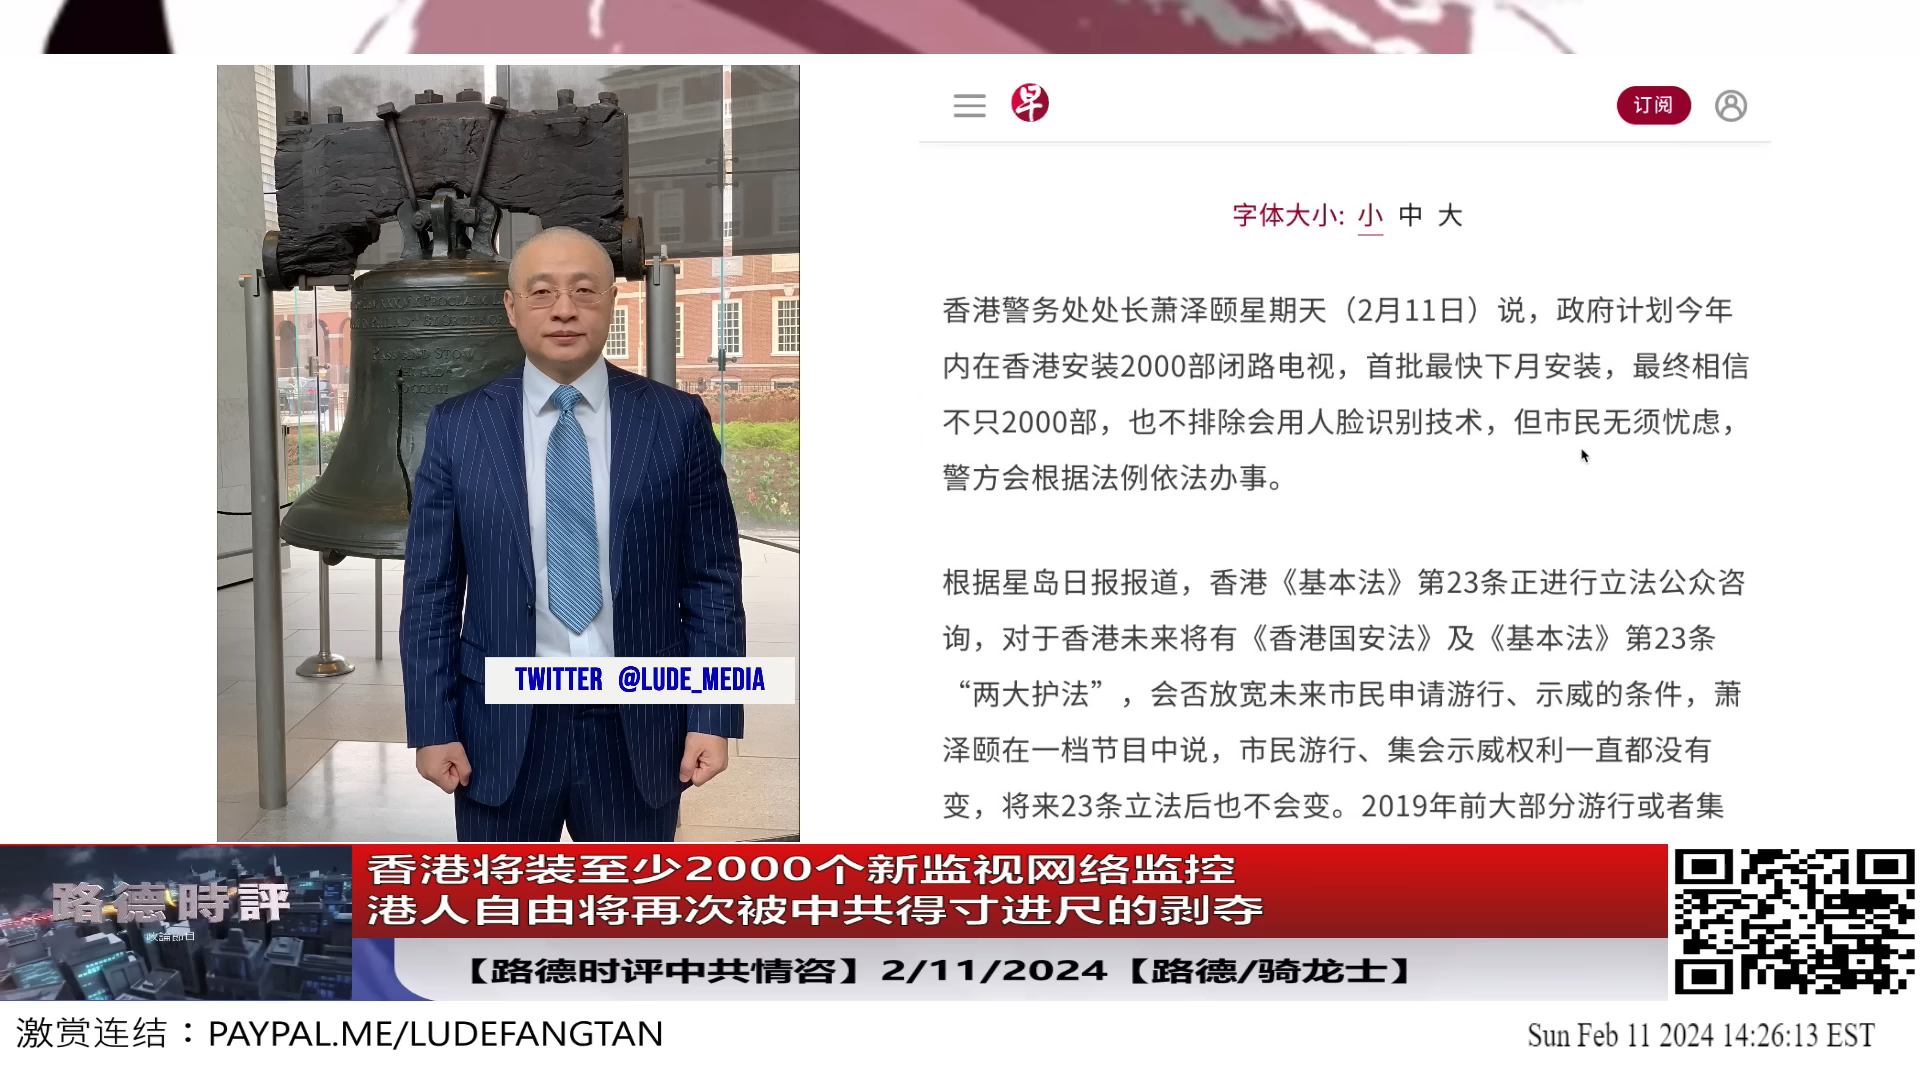 PASS AND STOW
TWITTER @LUDE_MEDIA
早
订阅
字体大小: 小 中 大
香港警务处处长萧泽颐星期天（2月11日）说，政府计划今年
内在香港安装2000部闭路电视，首批最快下月安装，最终相信
不只2000部，也不排除会用人脸识别技术，但市民无须忧虑，
警方会根据法例依法办事。
根据星岛日报报道，香港《基本法》第23条正进行立法公众咨
询，对于香港未来将有《香港国安法》及《基本法》第23条
“两大护法”，会否放宽未来市民申请游行、示威的条件，萧
泽颐在一档节目中说，市民游行、集会示威权利一直都没有
变，将来23条立法后也不会变。2019年前大部分游行或者集
路德時評
政論節目
香港将装至少2000个新监视网络监控
港人自由将再次被中共得寸进尺的剥夺
【路德时评中共情咨】2/11/2024【路德/骑龙士】
激赏连结：PAYPAL.ME/LUDEFANGTAN
Sun Feb 11 2024 14:26:13 EST